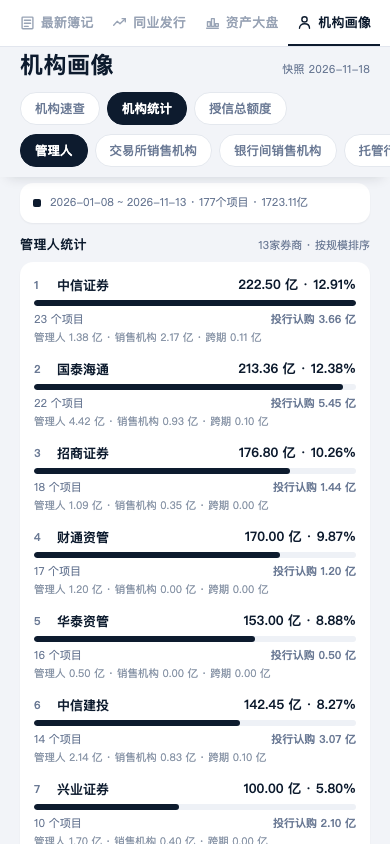 最新簿记 同业发行 资产大盘 机构画像
机构画像 快照 2026-11-18
机构速查 机构统计 授信总额度
管理人 交易所销售机构 银行间销售机构 托管行
2026-01-08 ~ 2026-11-13 · 177个项目 · 1723.11亿
管理人统计 13家券商 · 按规模排序
1 中信证券 222.50 亿 · 12.91%
23 个项目 投行认购 3.66 亿
管理人 1.38 亿 · 销售机构 2.17 亿 · 跨期 0.11 亿
2 国泰海通 213.36 亿 · 12.38%
22 个项目 投行认购 5.45 亿
管理人 4.42 亿 · 销售机构 0.93 亿 · 跨期 0.10 亿
3 招商证券 176.80 亿 · 10.26%
18 个项目 投行认购 1.44 亿
管理人 1.09 亿 · 销售机构 0.35 亿 · 跨期 0.00 亿
4 财通资管 170.00 亿 · 9.87%
17 个项目 投行认购 1.20 亿
管理人 1.20 亿 · 销售机构 0.00 亿 · 跨期 0.00 亿
5 华泰资管 153.00 亿 · 8.88%
16 个项目 投行认购 0.50 亿
管理人 0.50 亿 · 销售机构 0.00 亿 · 跨期 0.00 亿
6 中信建投 142.45 亿 · 8.27%
14 个项目 投行认购 3.07 亿
管理人 2.14 亿 · 销售机构 0.83 亿 · 跨期 0.10 亿
7 兴业证券 100.00 亿 · 5.80%
10 个项目 投行认购 2.10 亿
管理人 1.70 亿 · 销售机构 0.40 亿 · 跨期 0.00 亿